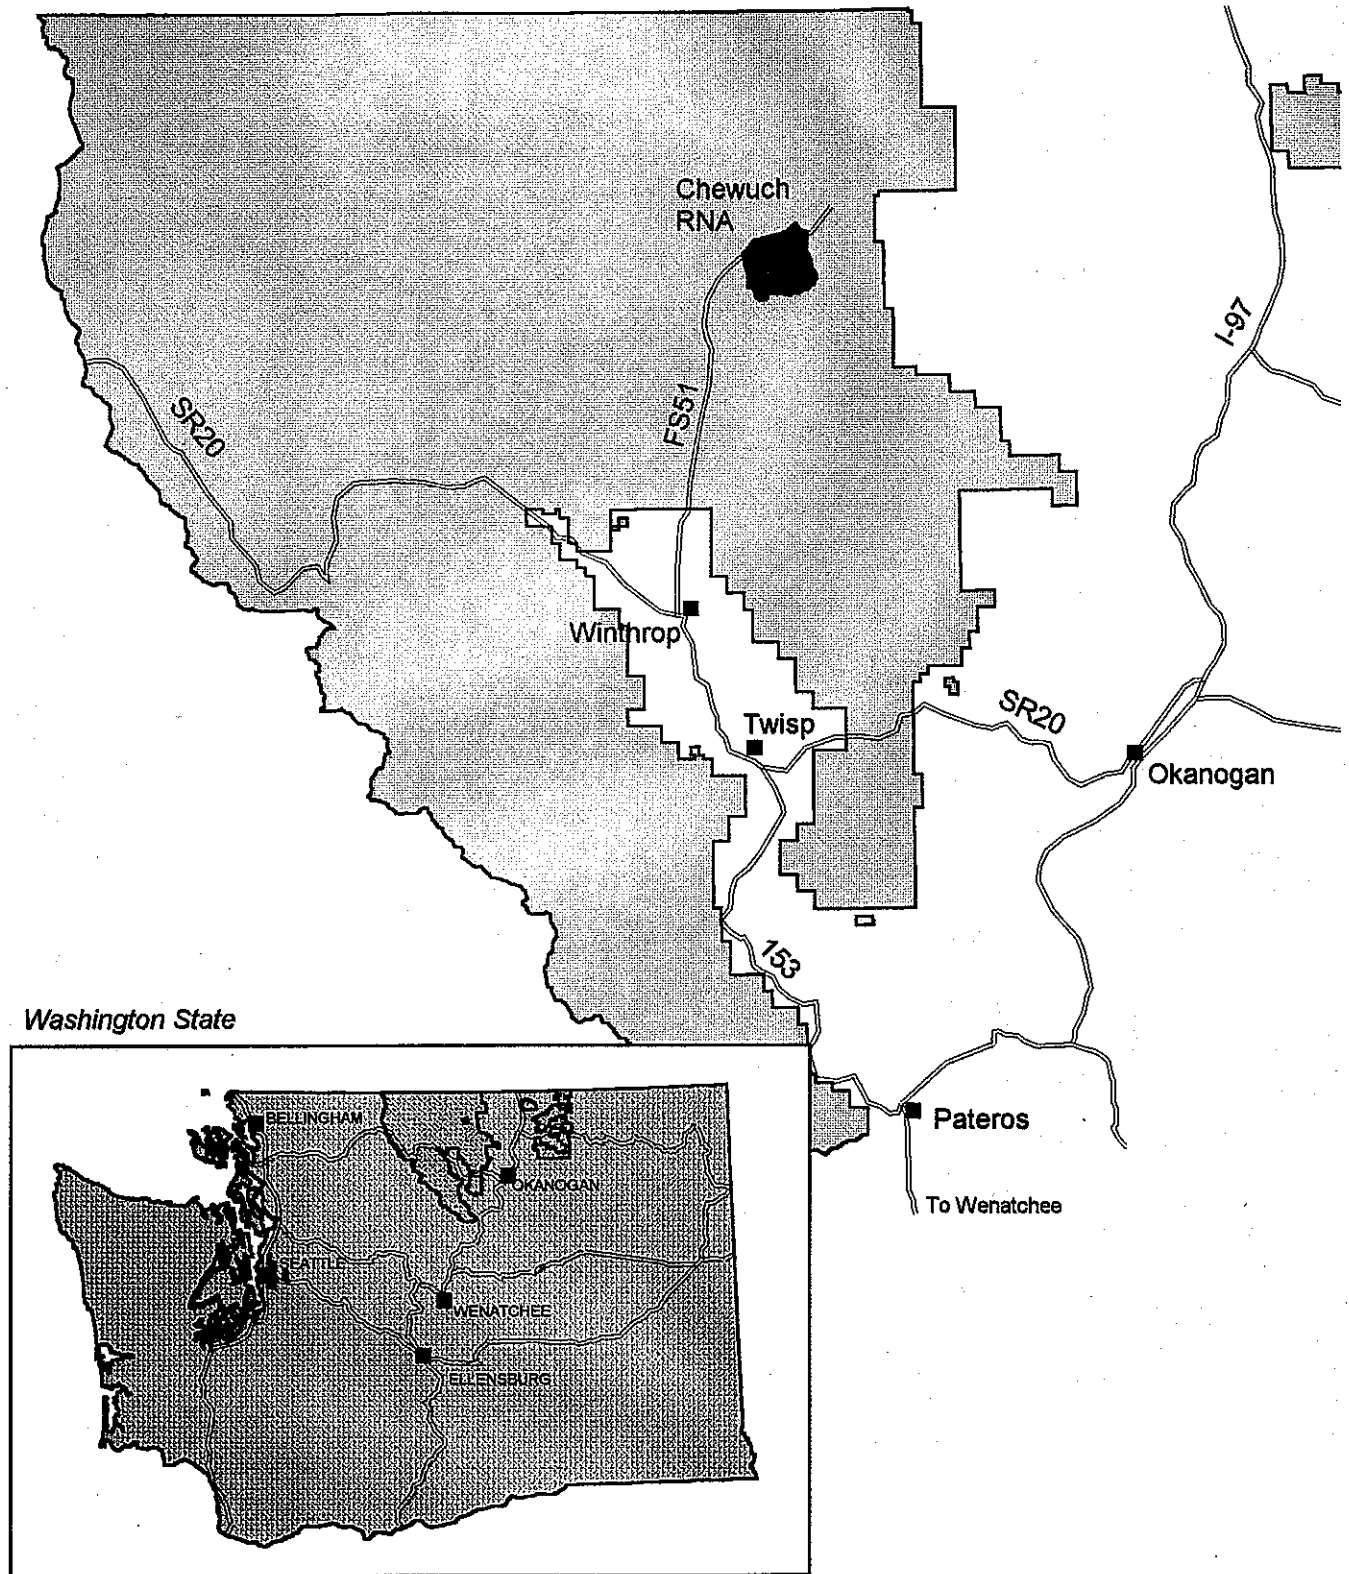 Chewuch
RNA
I-97
FS51
SR20
Winthrop
Twisp
SR20
Okanogan
153
Washington State
Pateros
To Wenatchee
BELLINGHAM
OKANOGAN
SEATTLE
WENATCHEE
ELLENSBURG